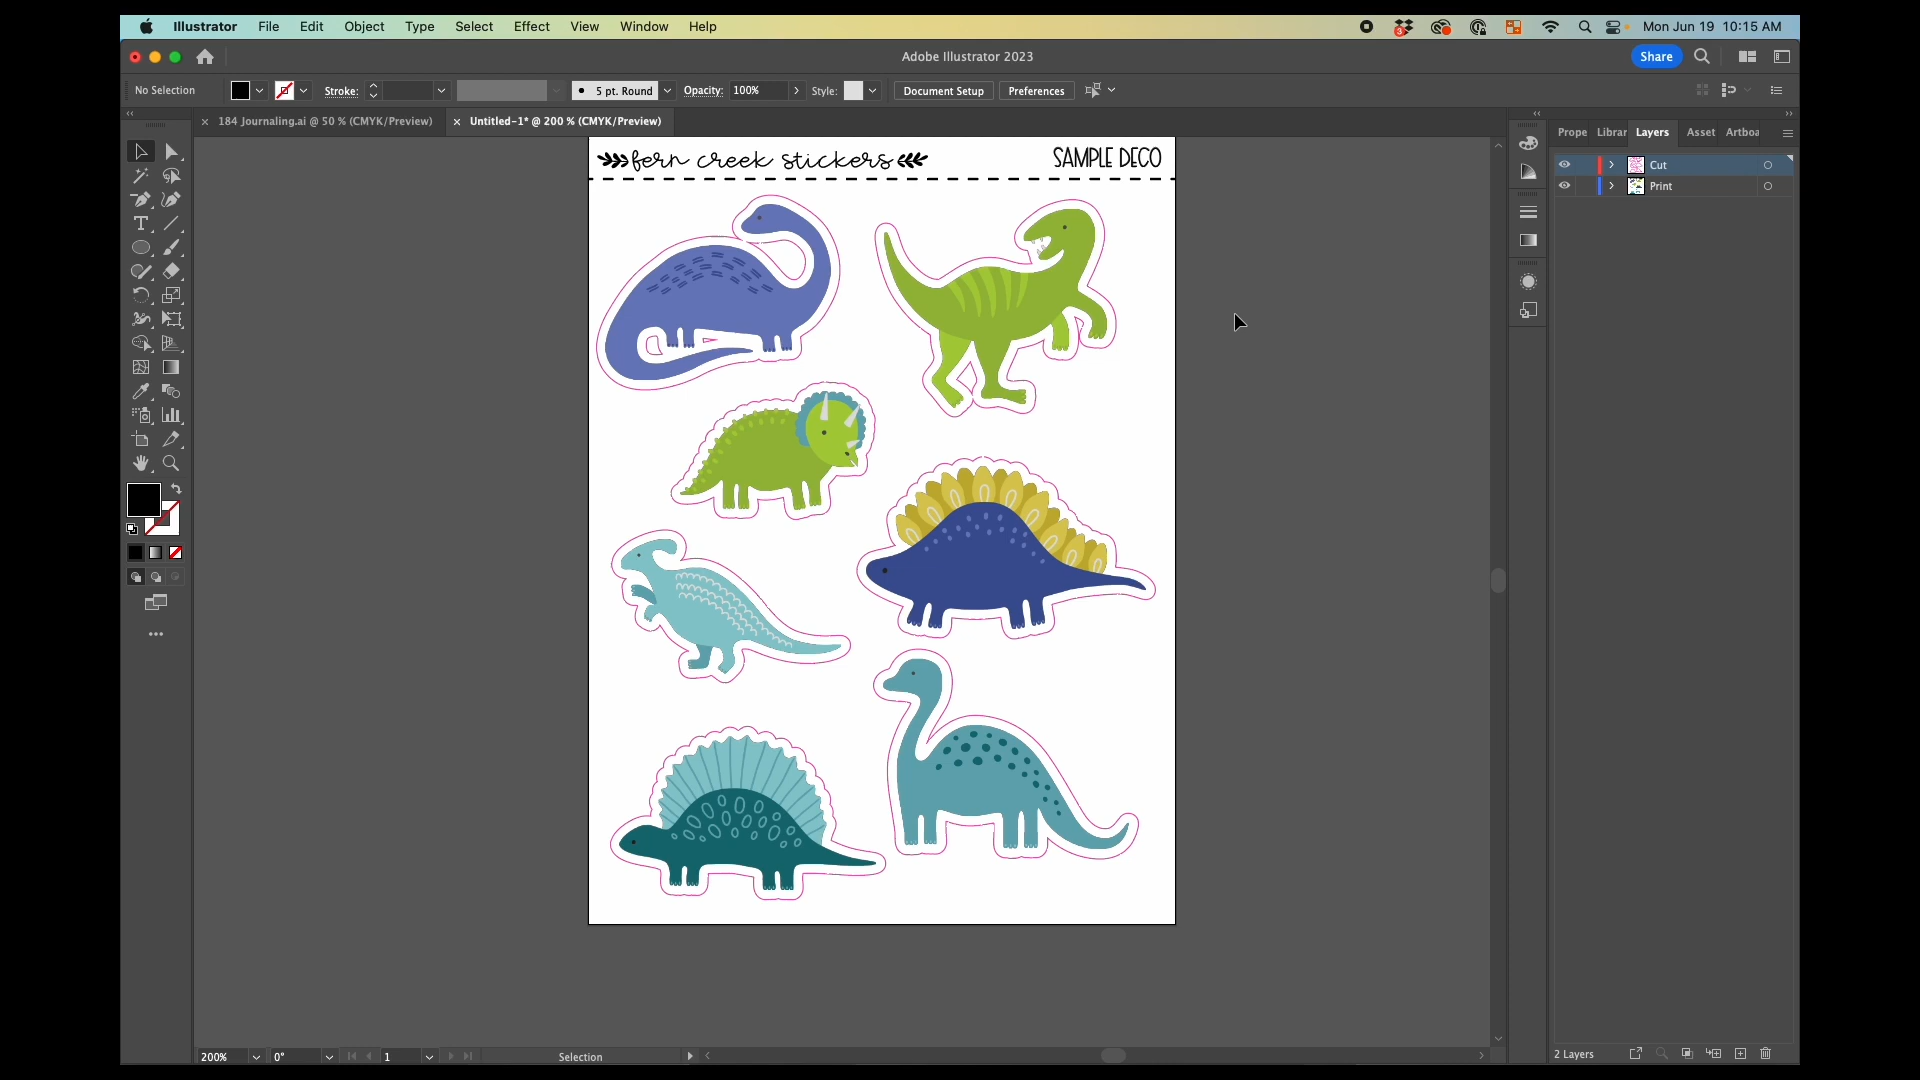 Illustrator File Edit Object Type Select Effect View Window Help
3
Mon Jun 19 10:15 AM
Adobe Illustrator 2023
Share
No Selection
Stroke:
5 pt. Round
Opacity: 100%
Style:
Document Setup
Preferences
184 Journaling.ai @ 50 % (CMYK/Preview)
Untitled-1* @ 200 % (CMYK/Preview)
Prope Librar Layers Asset Artboa
Cut
Print
fern creek stickers
SAMPLE DECO
200%
0°
1
Selection
2 Layers